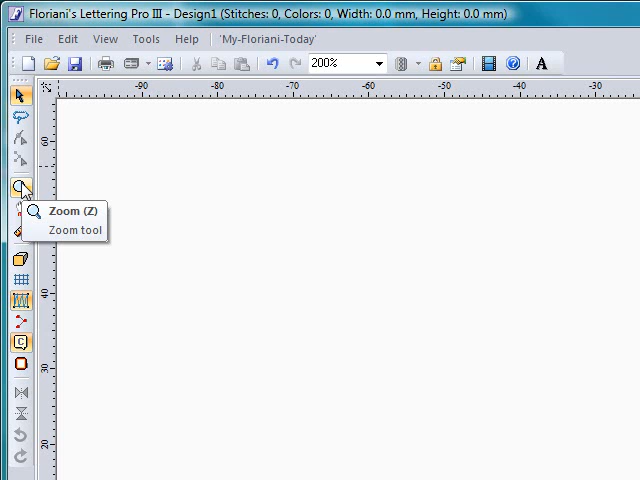 Floriani's Lettering Pro III - Design1 (Stitches: 0, Colors: 0, Width: 0.0 mm, Height: 0.0 mm)
File Edit View Tools Help 'My-Floriani-Today'
200% A
-90 -80 -70 -60 -50 -40 -30
60
Zoom (Z)
Zoom tool
40
C
30
20